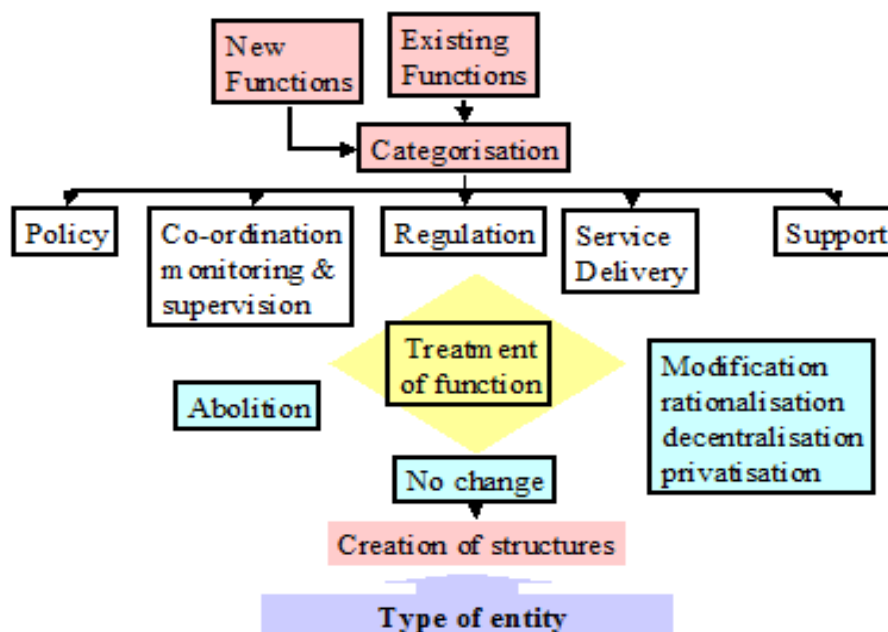 New
Functions
Existing
Functions
Categorisation
Policy
Co-ordination
monitoring &
supervision
Regulation
Service
Delivery
Support
Treatment
of function
Abolition
Modification
rationalisation
decentralisation
privatisation
No change
Creation of structures
Type of entity